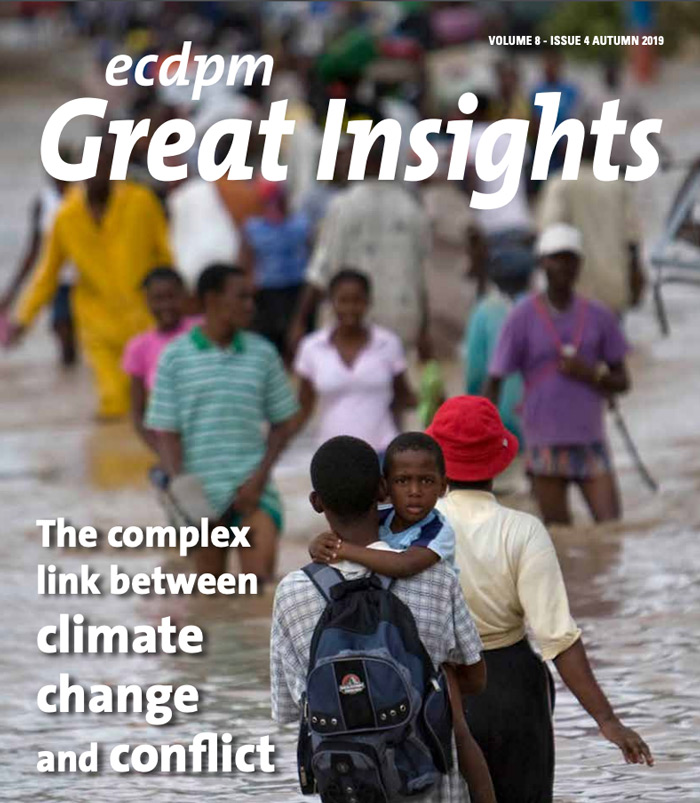 VOLUME 8 - ISSUE 4 AUTUMN 2019
ecdpm
Great Insights
The complex
link between
climate
change
and conflict